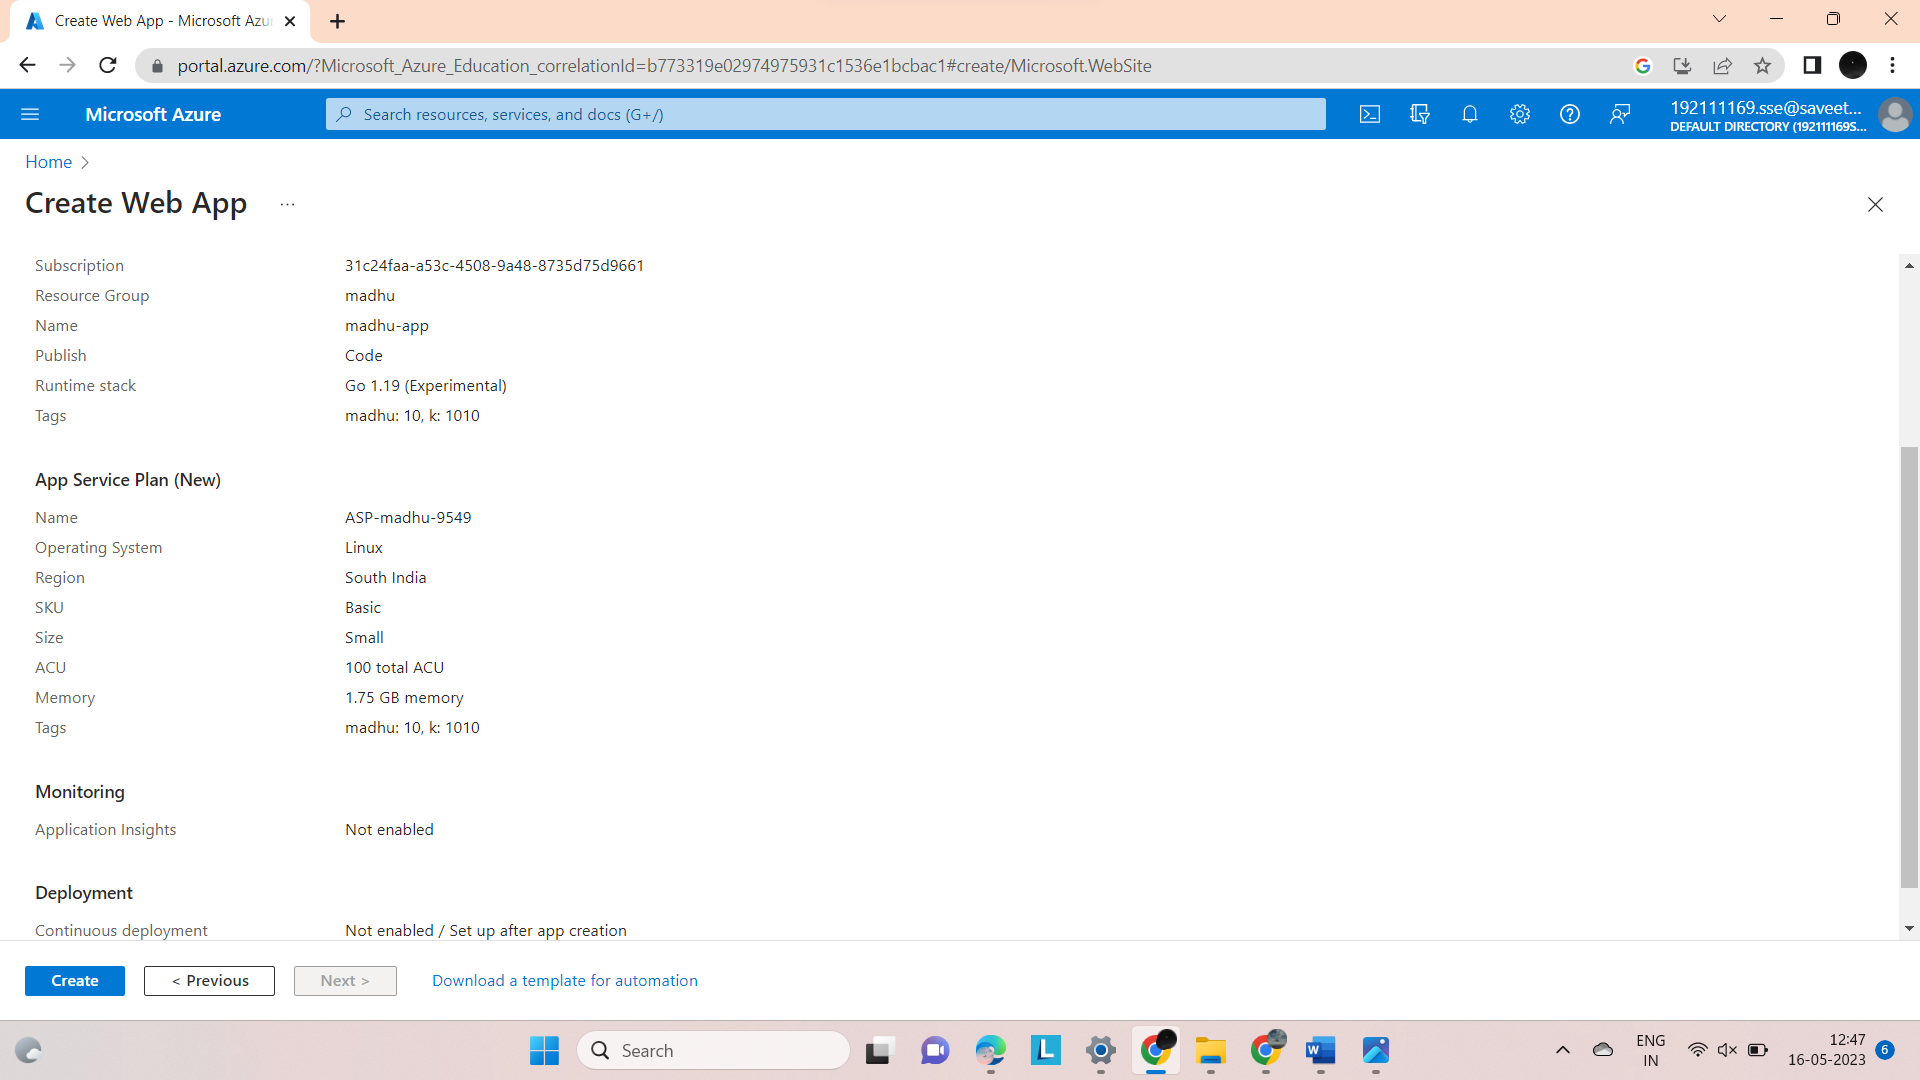 Create Web App - Microsoft Azu
portal.azure.com/?Microsoft_Azure_Education_correlationId=b773319e02974975931c1536e1bcbac1#create/Microsoft.WebSite
Microsoft Azure
Search resources, services, and docs (G+/)
192111169.sse@saveet...
DEFAULT DIRECTORY (192111169S...
Home
Create Web App ...
Subscription 31c24faa-a53c-4508-9a48-8735d75d9661
Resource Group madhu
Name madhu-app
Publish Code
Runtime stack Go 1.19 (Experimental)
Tags madhu: 10, k: 1010
App Service Plan (New)
Name ASP-madhu-9549
Operating System Linux
Region South India
SKU Basic
Size Small
ACU 100 total ACU
Memory 1.75 GB memory
Tags madhu: 10, k: 1010
Monitoring
Application Insights Not enabled
Deployment
Continuous deployment Not enabled / Set up after app creation
Create < Previous Next > Download a template for automation
Search
ENG
IN
12:47
16-05-2023
6